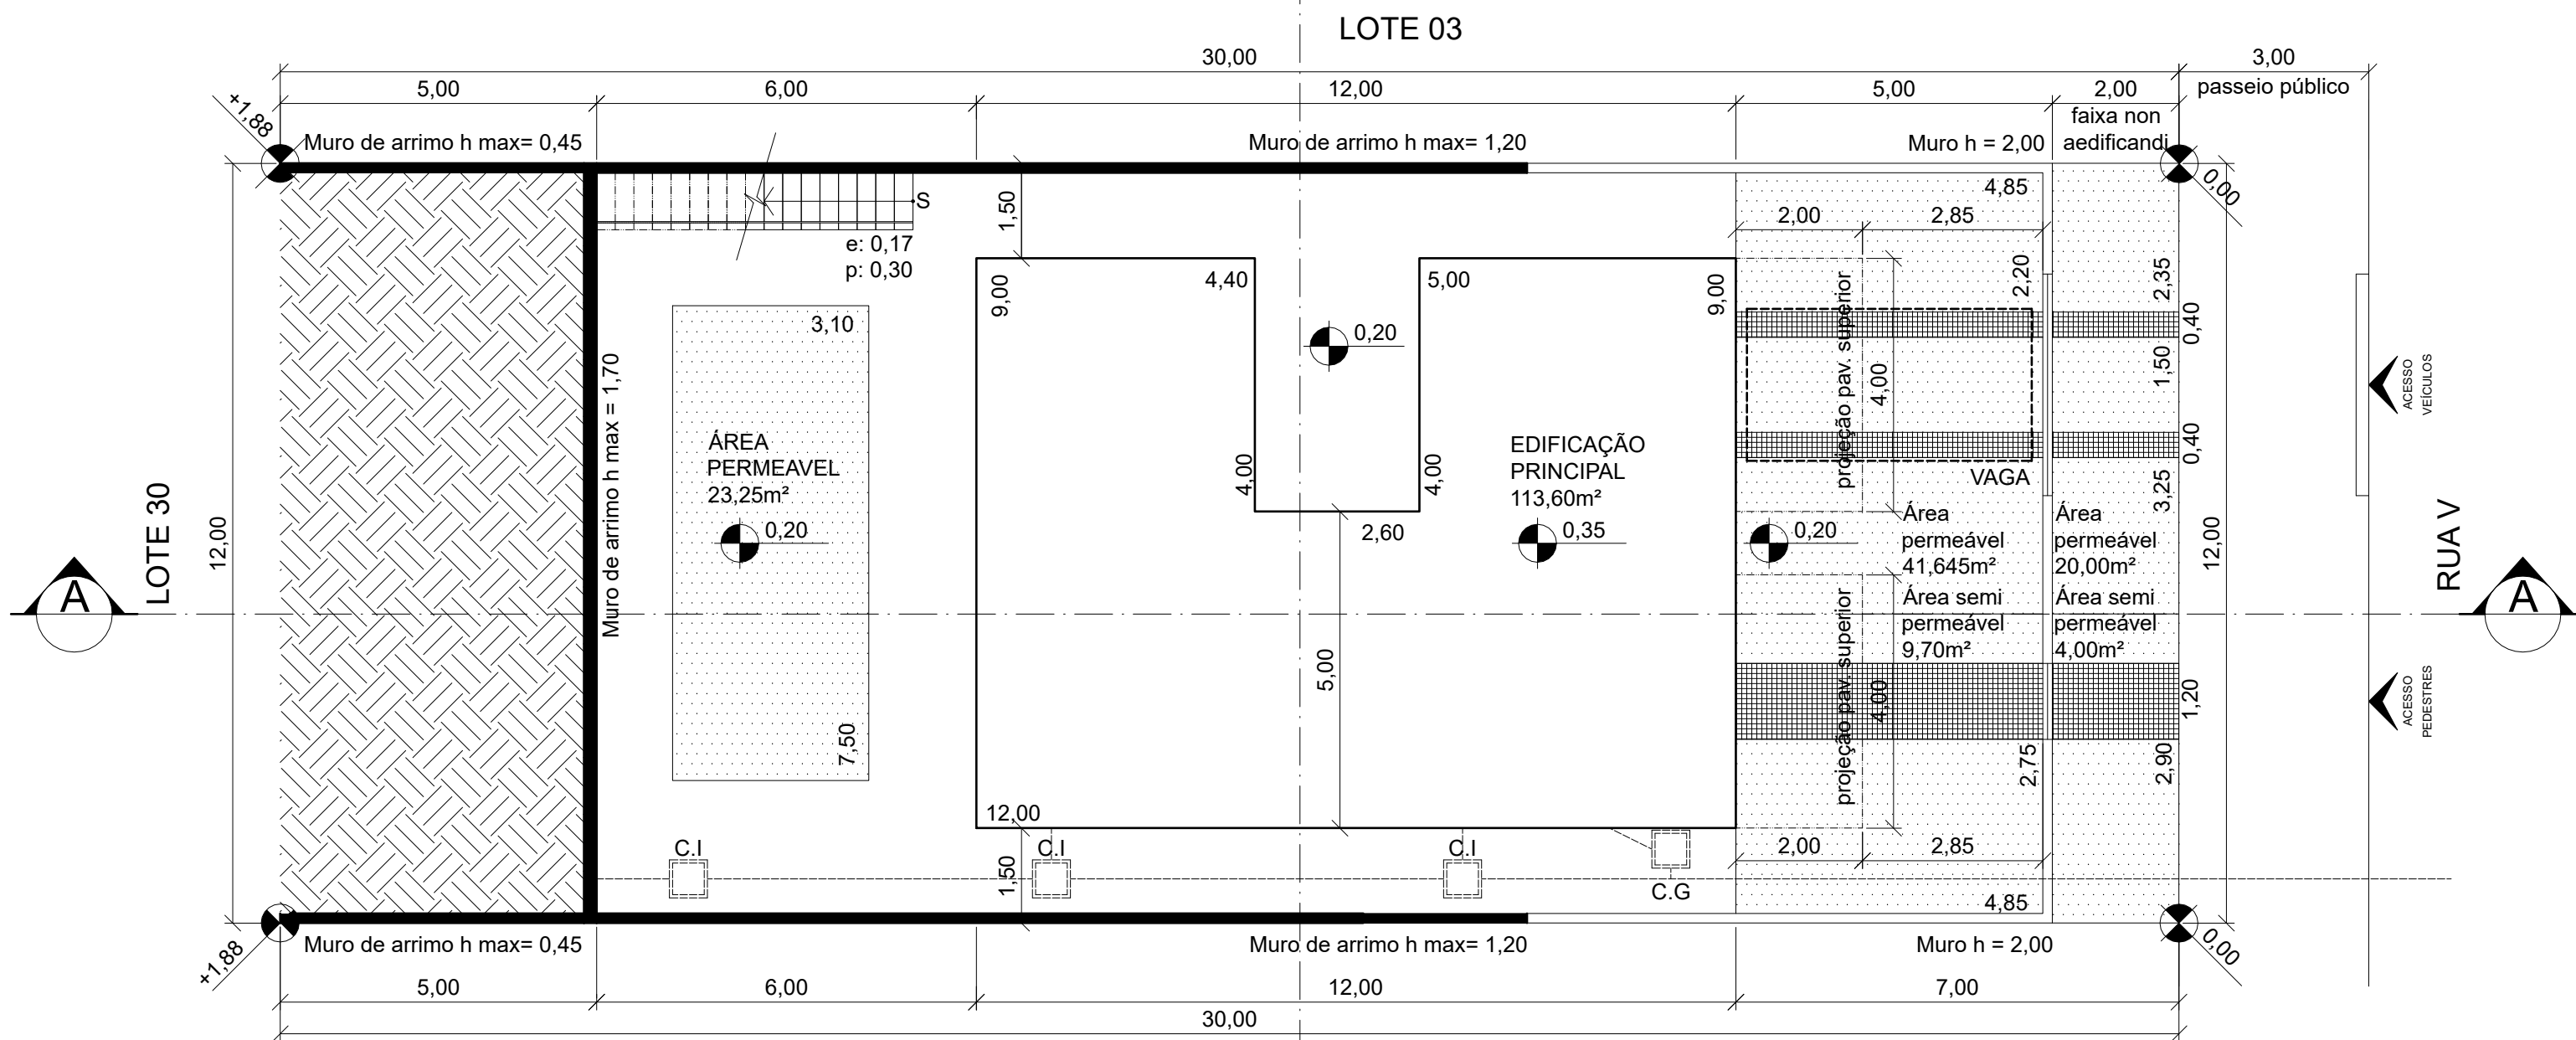 LOTE 03
30,00
3,00
5,00
6,00
12,00
5,00
2,00
passeio público
faixa non
aedificandi
+1,88
Muro de arrimo h max= 0,45
Muro de arrimo h max= 1,20
Muro h = 2,00
0,00
S
e: 0,17
p: 0,30
1,50
4,85
2,00
2,85
9,00
4,40
5,00
9,00
2,20
2,35
0,40
3,10
0,20
projeção pav. superior
4,00
1,50
ACESSO
VEÍCULOS
Muro de arrimo h max = 1,70
ÁREA
PERMEAVEL
23,25m²
0,20
4,00
4,00
EDIFICAÇÃO
PRINCIPAL
113,60m²
0,35
0,40
VAGA
3,25
2,60
0,20
Área
permeável
41,645m²
Área semi
permeável
9,70m²
Área
permeável
20,00m²
Área semi
permeável
4,00m²
LOTE 30
12,00
12,00
RUA V
A
A
5,00
projeção pav. superior
4,00
1,20
ACESSO
PEDESTRES
7,50
2,75
2,90
12,00
C.I
C.I
C.I
C.G
1,50
2,00
2,85
4,85
+1,88
Muro de arrimo h max= 0,45
Muro de arrimo h max= 1,20
Muro h = 2,00
0,00
5,00
6,00
12,00
7,00
30,00